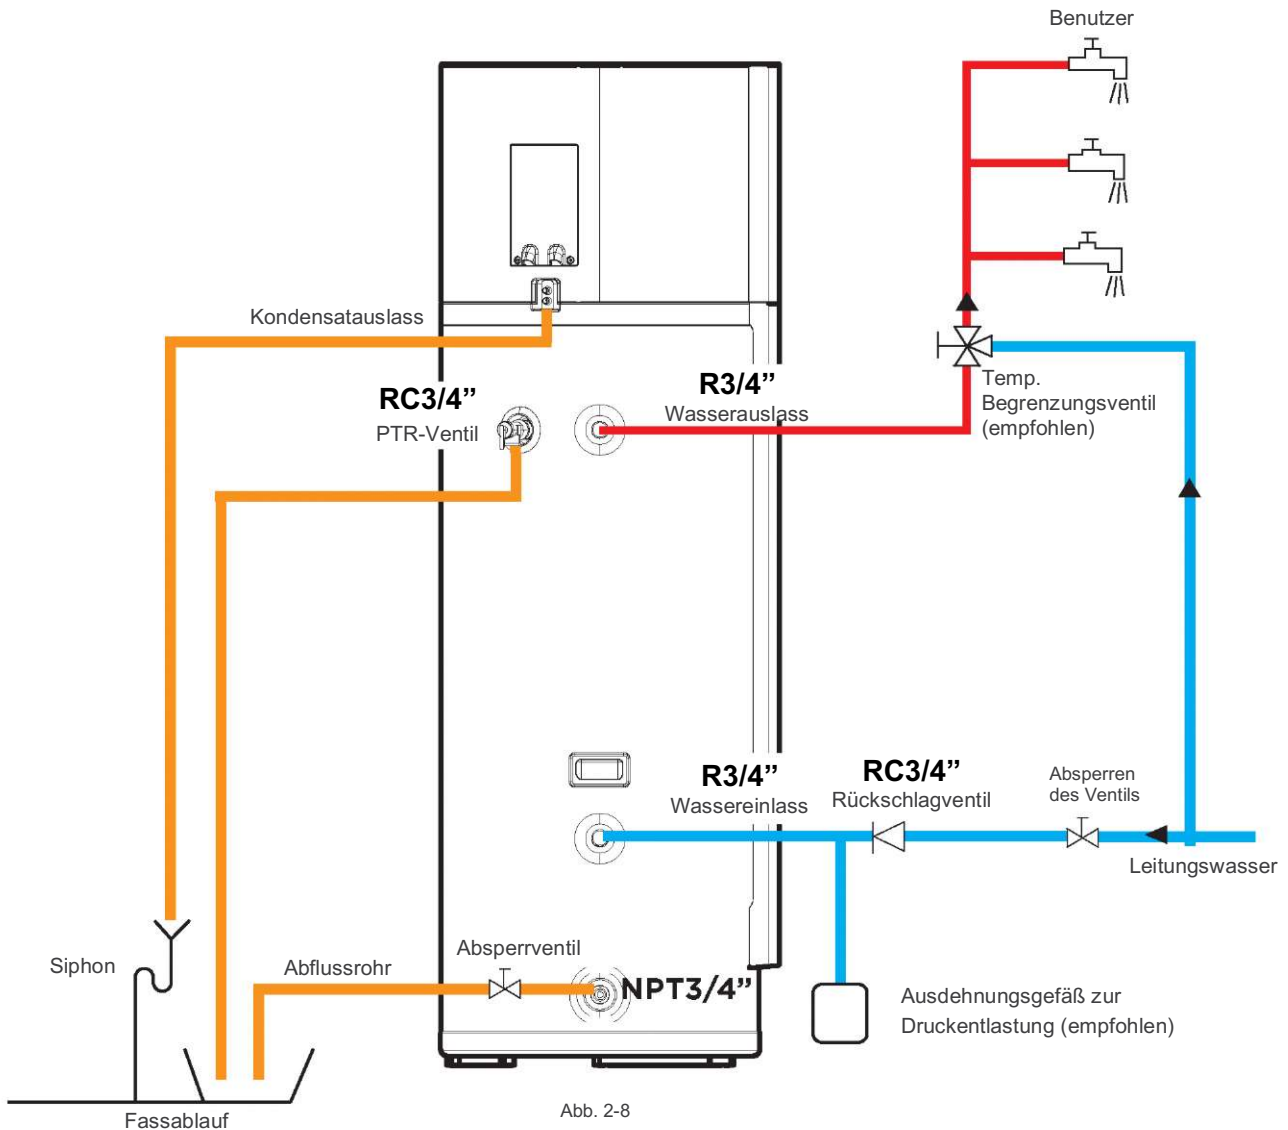 Benutzer
Kondensatauslass
RC3/4”
PTR-Ventil
R3/4”
Wasserauslass
Temp.
Begrenzungsventil
(empfohlen)
R3/4”
Wassereinlass
RC3/4”
Rückschlagventil
Absperren
des Ventils
Leitungswasser
Siphon
Abflussrohr
Absperrventil
NPT3/4”
Ausdehnungsgefäß zur
Druckentlastung (empfohlen)
Fassablauf
Abb. 2-8